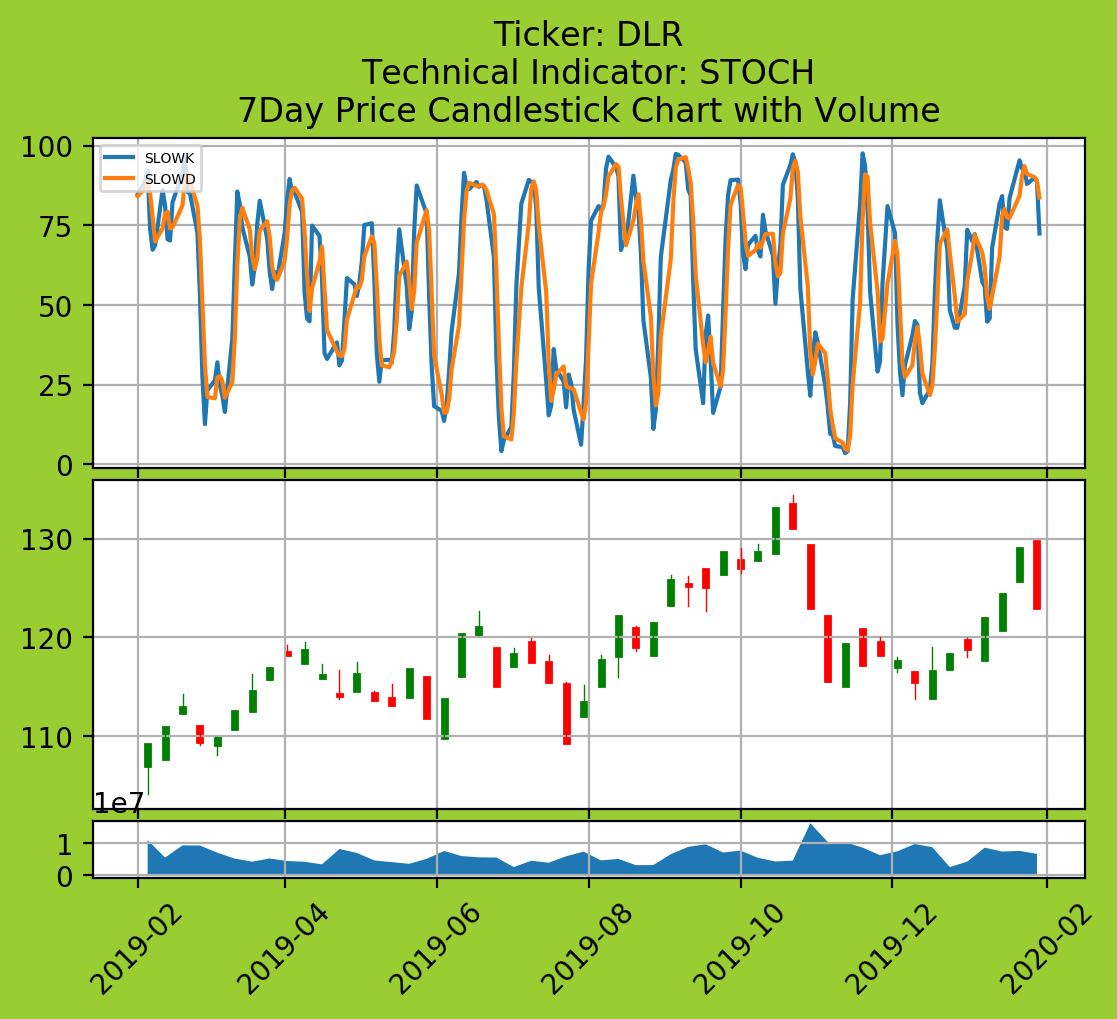 Ticker: DLR
Technical Indicator: STOCH
7Day Price Candlestick Chart with Volume
100
75
50
25
0
SLOWK
SLOWD
130
120
110
1e7
1
0
2019-02
2019-04
2019-06
2019-08
2019-10
2019-12
2020-02